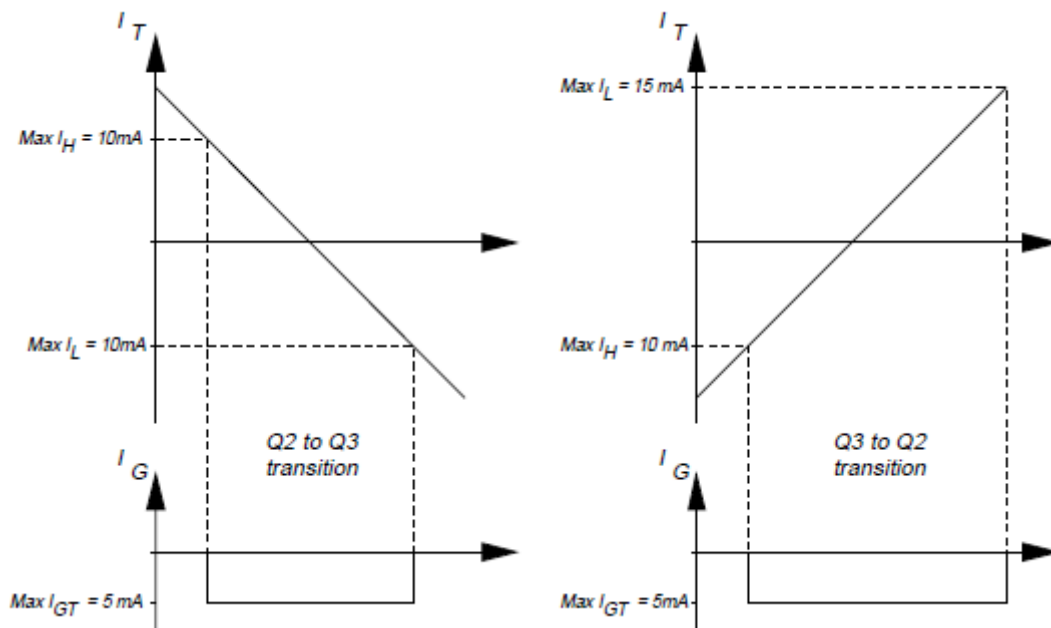 I T
Max I H = 10mA
Max I L = 10mA
Q2 to Q3
transition
I G
Max I GT = 5 mA
I T
Max I L = 15 mA
Max I H = 10 mA
Q3 to Q2
transition
I G
Max I GT = 5mA